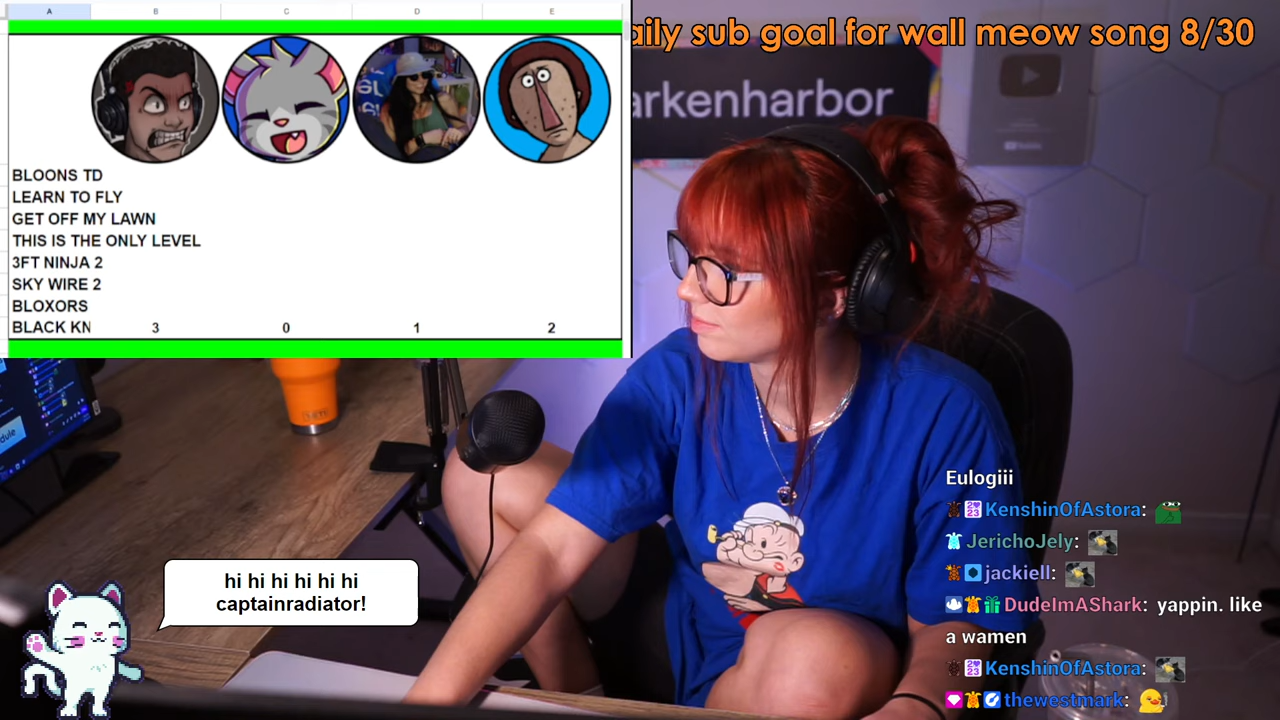 A B C D E
aily sub goal for wall meow song 8/30
arkenharbor
BLOONS TD
LEARN TO FLY
GET OFF MY LAWN
THIS IS THE ONLY LEVEL
3FT NINJA 2
SKY WIRE 2
BLOXORS
BLACK KN 3 0 1 2
dule
hi hi hi hi hi hi
captainradiator!
Eulogiii
KenshinOfAstora:
JerichoJely:
jackiell:
DudeImAShark: yappin. like
a wamen
KenshinOfAstora:
thewestmark: